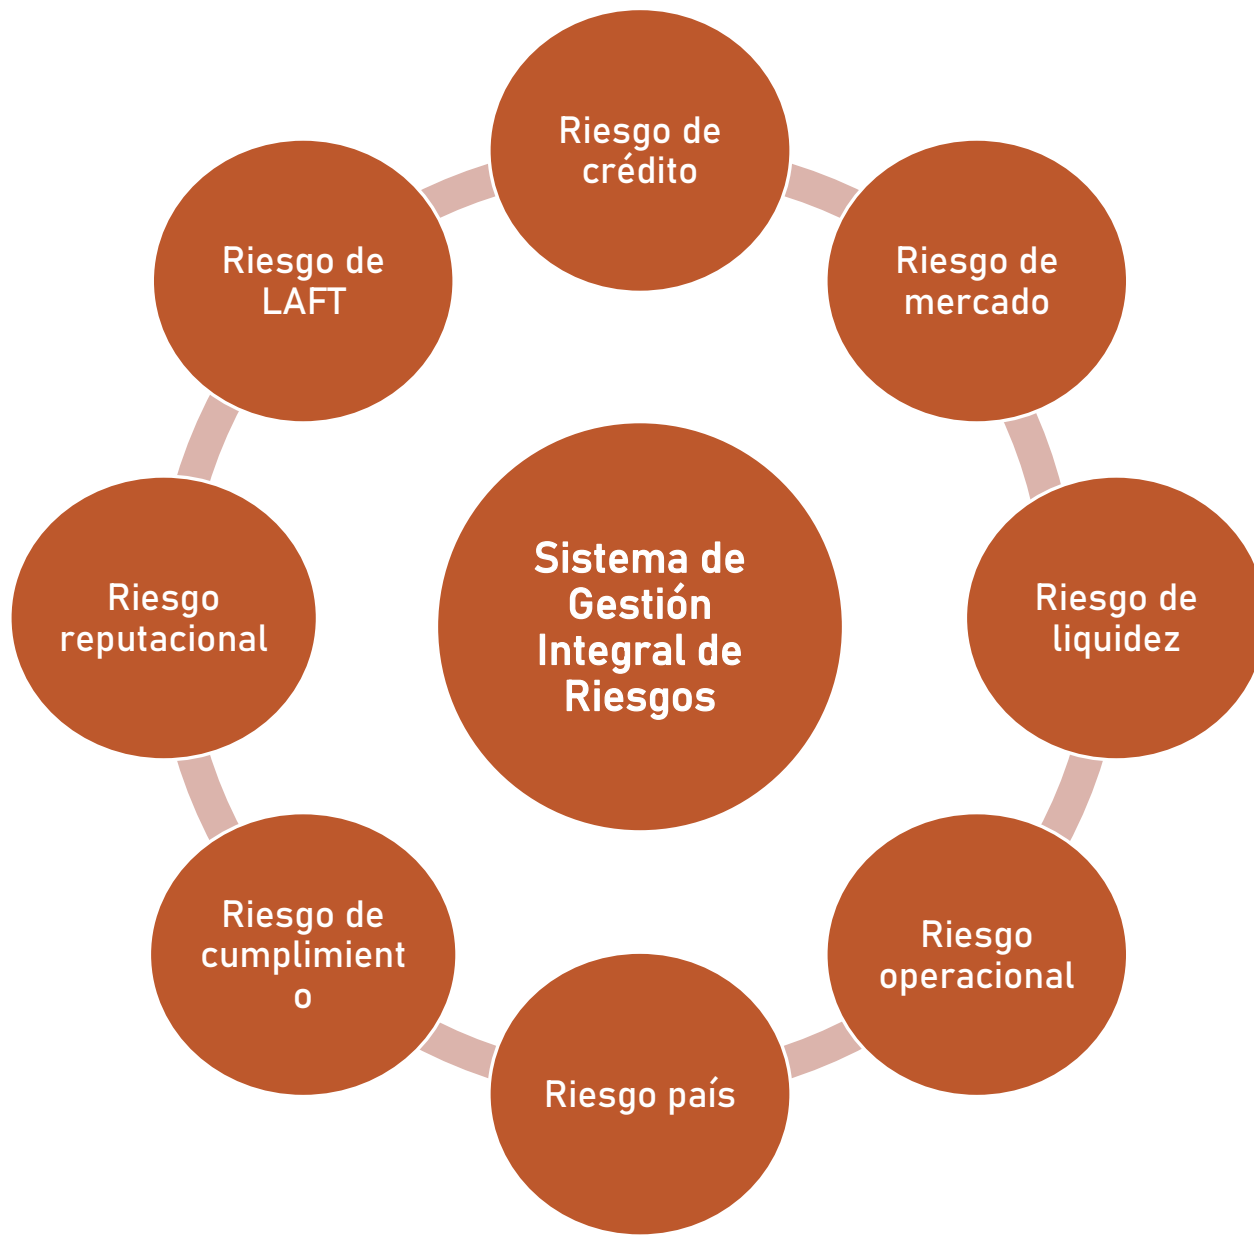 Riesgo de
crédito
Riesgo de
mercado
Riesgo de
liquidez
Riesgo
operacional
Riesgo país
Riesgo de
cumplimient
o
Riesgo
reputacional
Riesgo de
LAFT
Sistema de
Gestión
Integral de
Riesgos